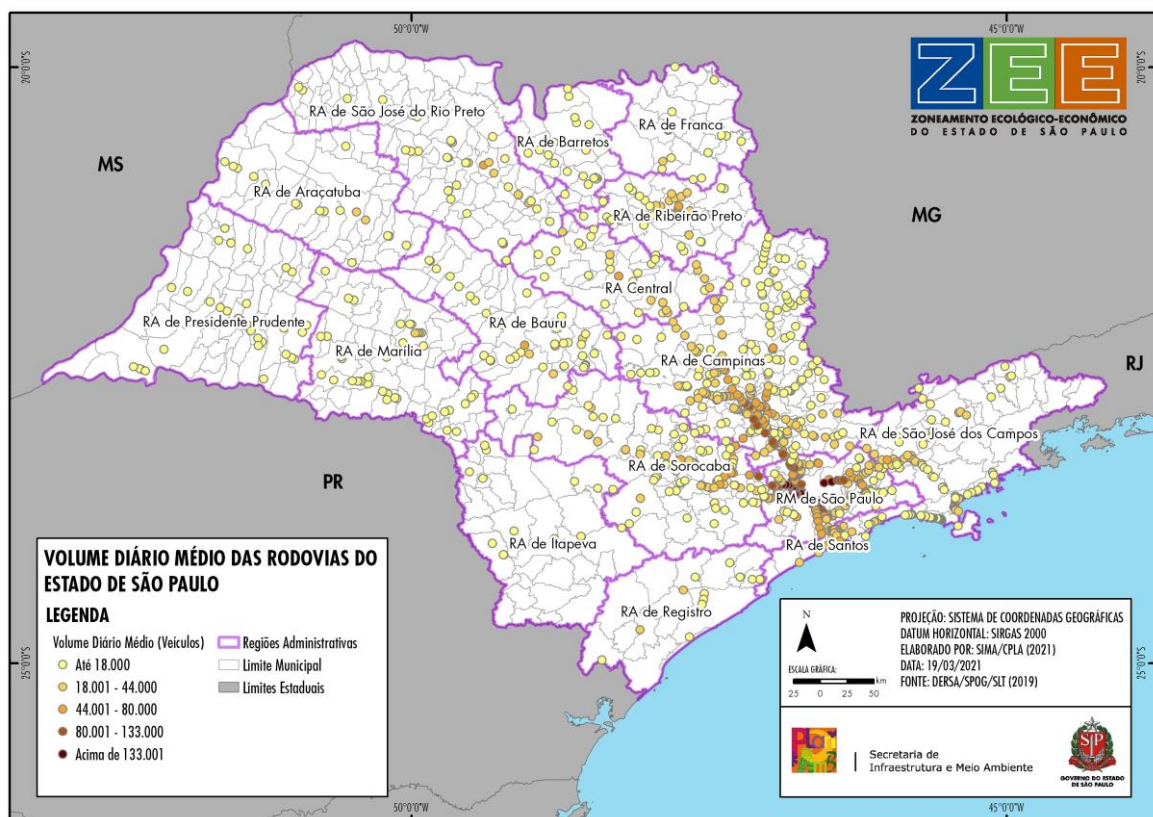 50°0'0"S
45°0'0"S
20°0'0"S
20°0'0"S
ZEE
ZONEAMENTO ECOLÓGICO-ECONÔMICO
DO ESTADO DE SÃO PAULO
RA de São José do Rio Preto
RA de Barretos
RA de Franca
MS
RA de Araçatuba
RA de Ribeirão Preto
MG
RA Central
RA de Presidente Prudente
RA de Bauru
RA de Marília
RA de Campinas
RJ
RA de São José dos Campos
RA de Sorocaba
PR
RM de São Paulo
RA de Itapeva
RA de Santos
RA de Registro
VOLUME DIÁRIO MÉDIO DAS RODOVIAS DO
ESTADO DE SÃO PAULO
LEGENDA
Volume Diário Médio (Veículos)
Até 18.000
18.001 - 44.000
44.001 - 80.000
80.001 - 133.000
Acima de 133.001
Regiões Administrativas
Limite Municipal
Limites Estaduais
N
ESCALA GRÁFICA:
25 0 25 50 km
PROJEÇÃO: SISTEMA DE COORDENADAS GEOGRÁFICAS
DATUM HORIZONTAL: SIRGAS 2000
ELABORADO POR: SIMA/CPLA (2021)
DATA: 19/03/2021
FONTE: DERSA/SPOG/SLT (2019)
Secretaria de
Infraestrutura e Meio Ambiente
GOVERNO DO ESTADO
DE SÃO PAULO
25°0'0"S
25°0'0"S
50°0'0"S
45°0'0"S